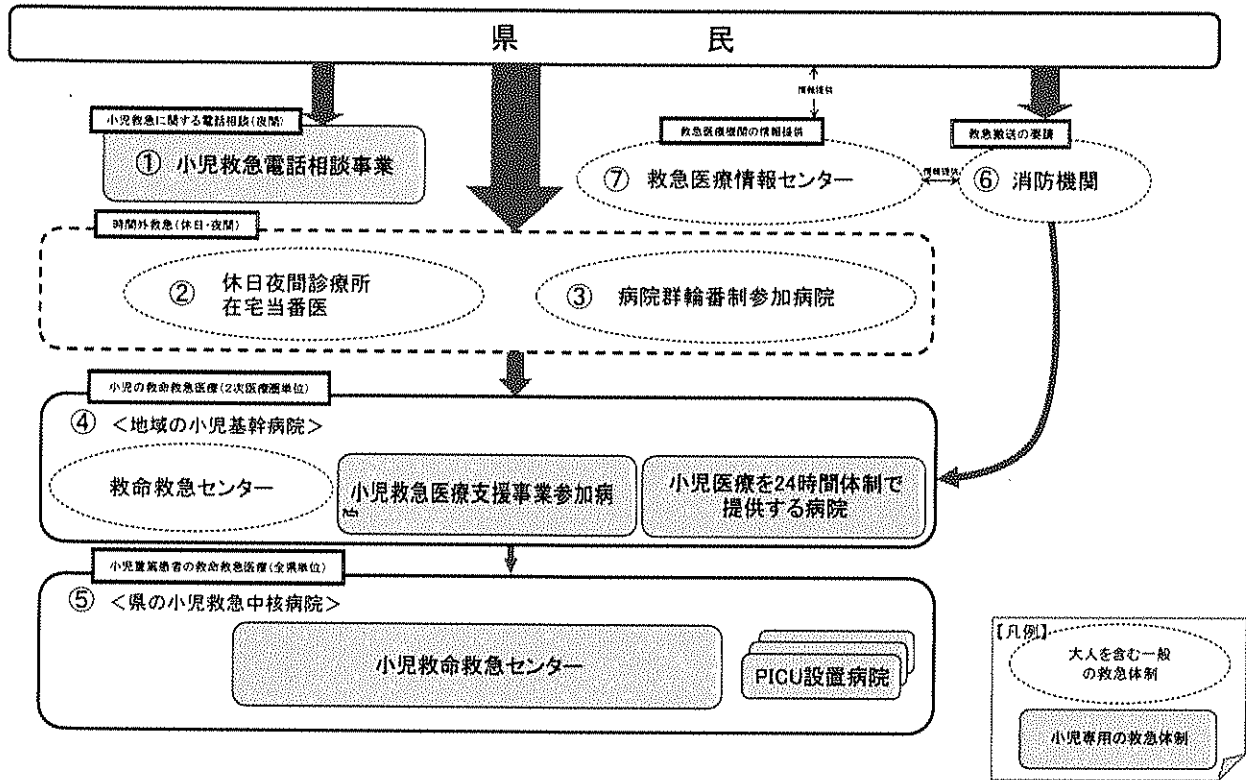 県 民
小児救急に関する電話相談(夜間)
① 小児救急電話相談事業
情報提供
救急医療機関の情報提供
⑦ 救急医療情報センター
情報提供
救急搬送の要請
⑥ 消防機関
時間外救急(休日・夜間)
② 休日夜間診療所
在宅当番医
③ 病院群輪番制参加病院
小児の救命救急医療(2次医療圏単位)
④ <地域の小児基幹病院>
救命救急センター
小児救急医療支援事業参加病
小児医療を24時間体制で
提供する病院
小児重篤患者の救命救急医療(全県単位)
⑤ <県の小児救急中核病院>
小児救命救急センター
PICU設置病院
【凡例】
大人を含む一般
の救急体制
小児専用の救急体制